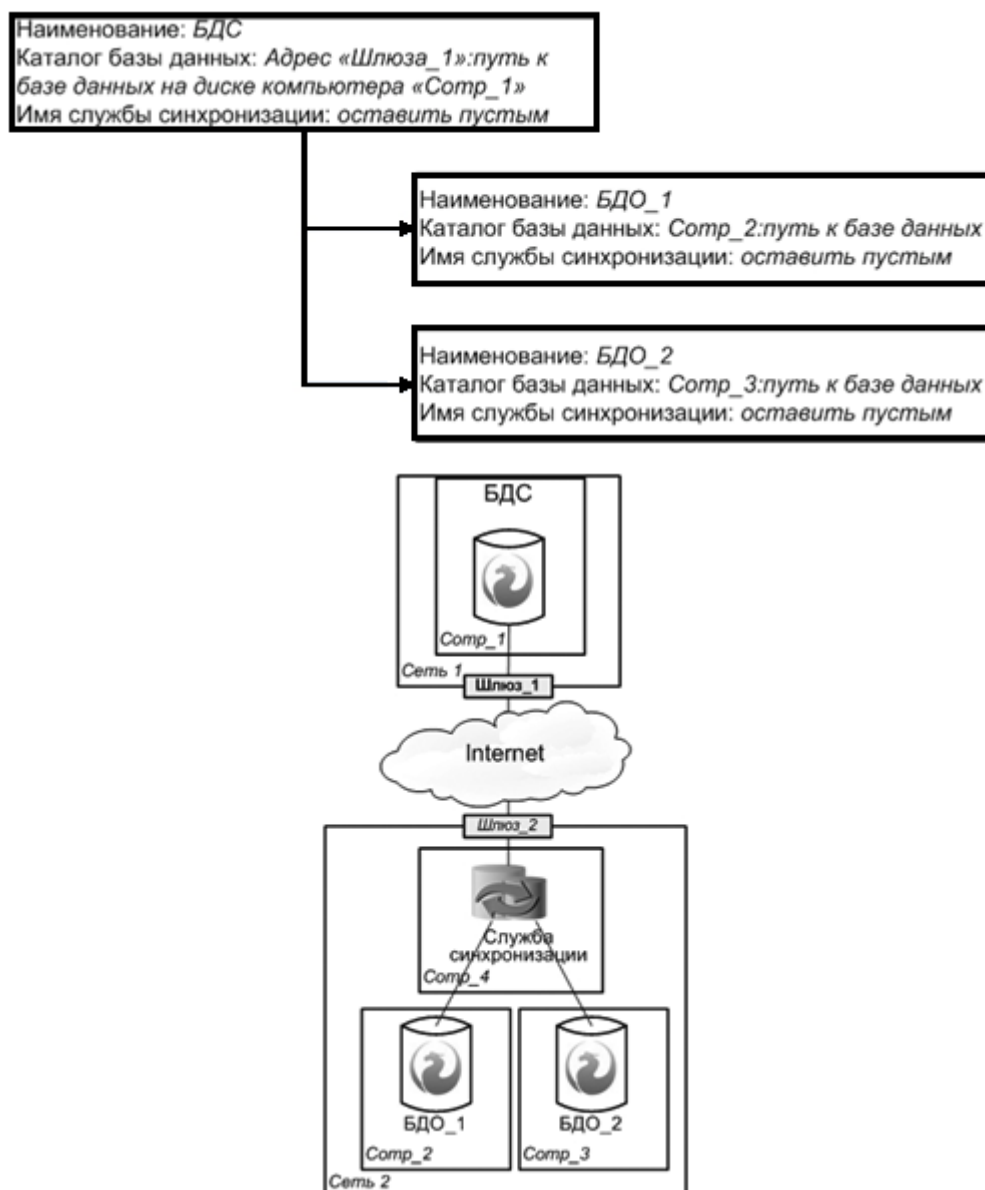 Наименование: БДС
Каталог базы данных: Адрес «Шлюза_1»:путь к
базе данных на диске компьютера «Comp_1»
Имя службы синхронизации: оставить пустым
Наименование: БДО_1
Каталог базы данных: Comp_2:путь к базе данных
Имя службы синхронизации: оставить пустым
Наименование: БДО_2
Каталог базы данных: Comp_3:путь к базе данных
Имя службы синхронизации: оставить пустым
БДС
Comp_1
Сеть 1
Шлюз_1
Internet
Шлюз_2
Служба
синхронизации
Comp_4
БДО_1
Comp_2
БДО_2
Comp_3
Сеть 2